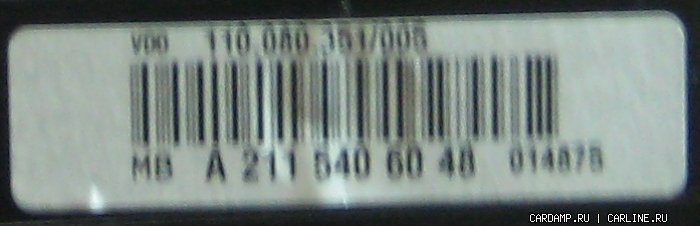 VDO 110.080.351/005
MB A 211 540 60 48 014875
CARDAMP.RU | CARLINE.RU